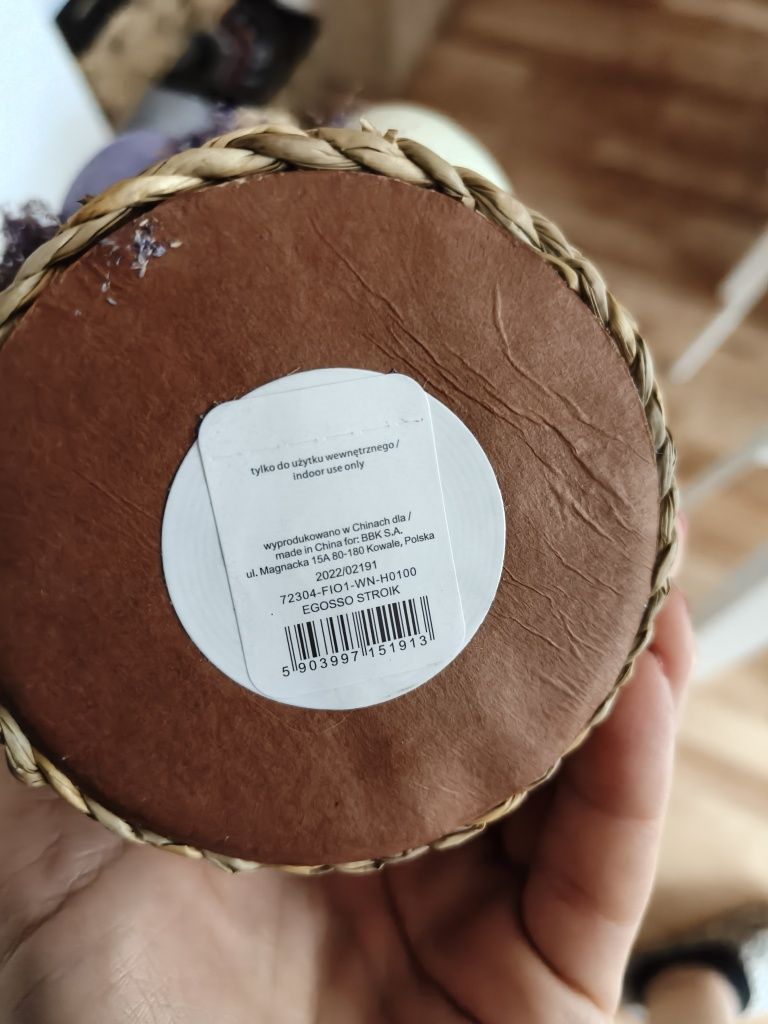 tylko do użytku wewnętrznego /
indoor use only
wyprodukowano w Chinach dla /
made in China for: BBK S.A.
ul. Magnacka 15A 80-180 Kowale, Polska
2022/02191
72304-FIO1-WN-H0100
EGOSSO STROIK
5 903997 151913